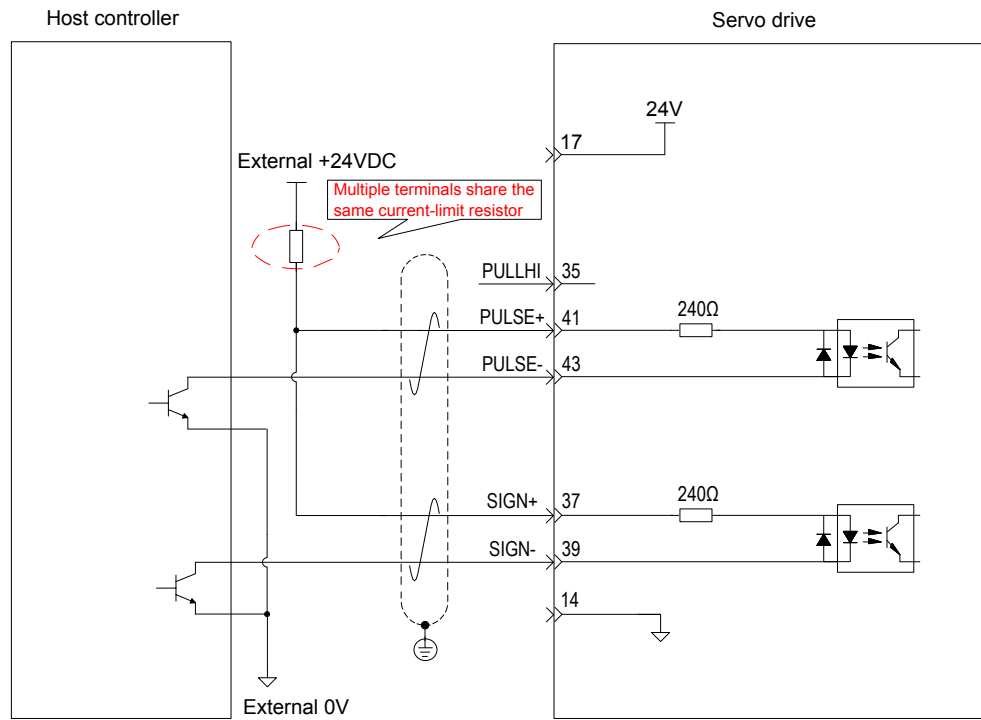 Host controller
Servo drive
24V
17
External +24VDC
Multiple terminals share the
same current-limit resistor
PULLHI
35
PULSE+
41
240Ω
PULSE-
43
SIGN+
37
240Ω
SIGN-
39
14
External 0V